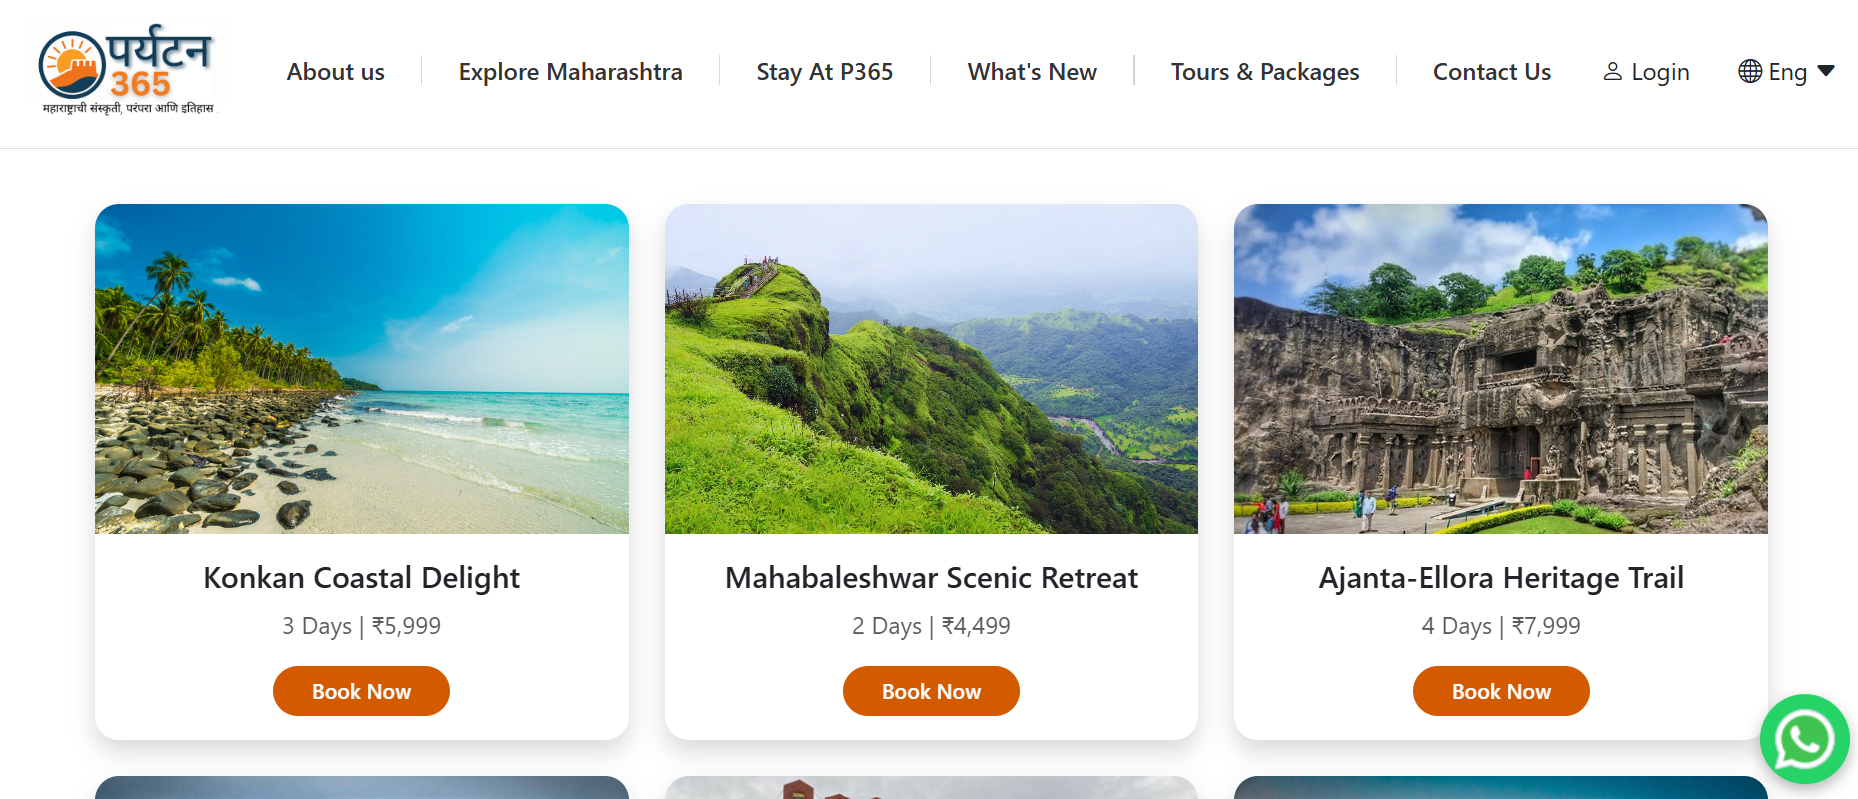 पर्यटन
365
महाराष्ट्राची संस्कृती, परंपरा आणि इतिहास
About us
Explore Maharashtra
Stay At P365
What's New
Tours & Packages
Contact Us
Login
Eng
Konkan Coastal Delight
3 Days | ₹5,999
Book Now
Mahabaleshwar Scenic Retreat
2 Days | ₹4,499
Book Now
Ajanta-Ellora Heritage Trail
4 Days | ₹7,999
Book Now